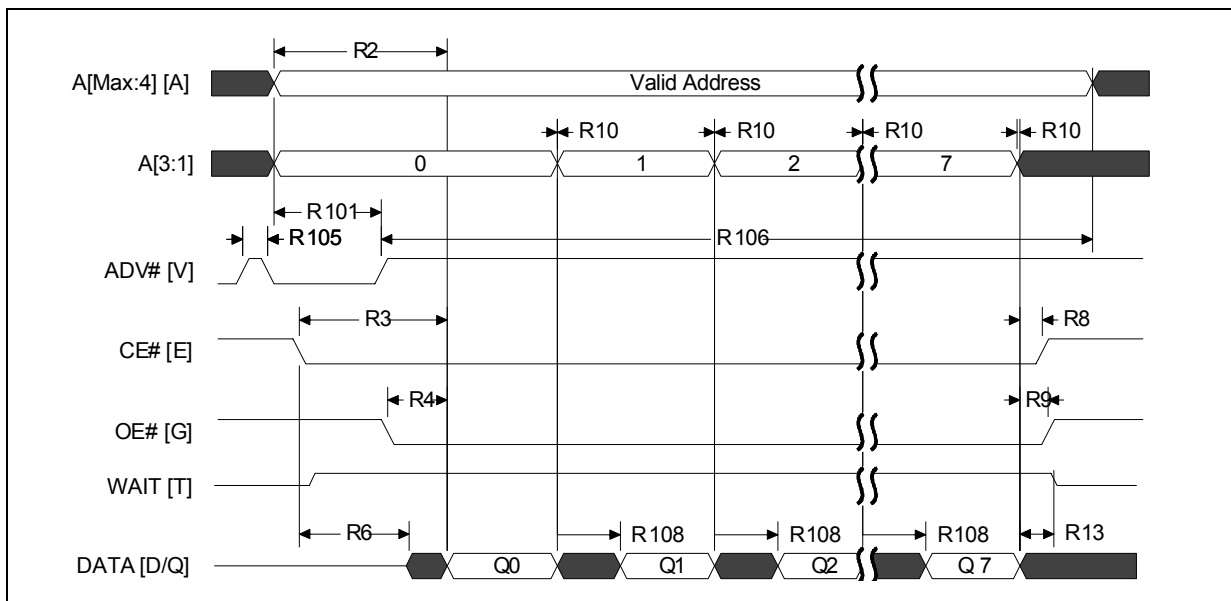 R2
A[Max:4] [A] Valid Address
R10 R10 R10 R10
A[3:1] 0 1 2 7
R101
R105 R106
ADV# [V]
R3 R8
CE# [E]
R4 R9
OE# [G]
WAIT [T]
R6 R108 R108 R108 R13
DATA [D/Q] Q0 Q1 Q2 Q 7